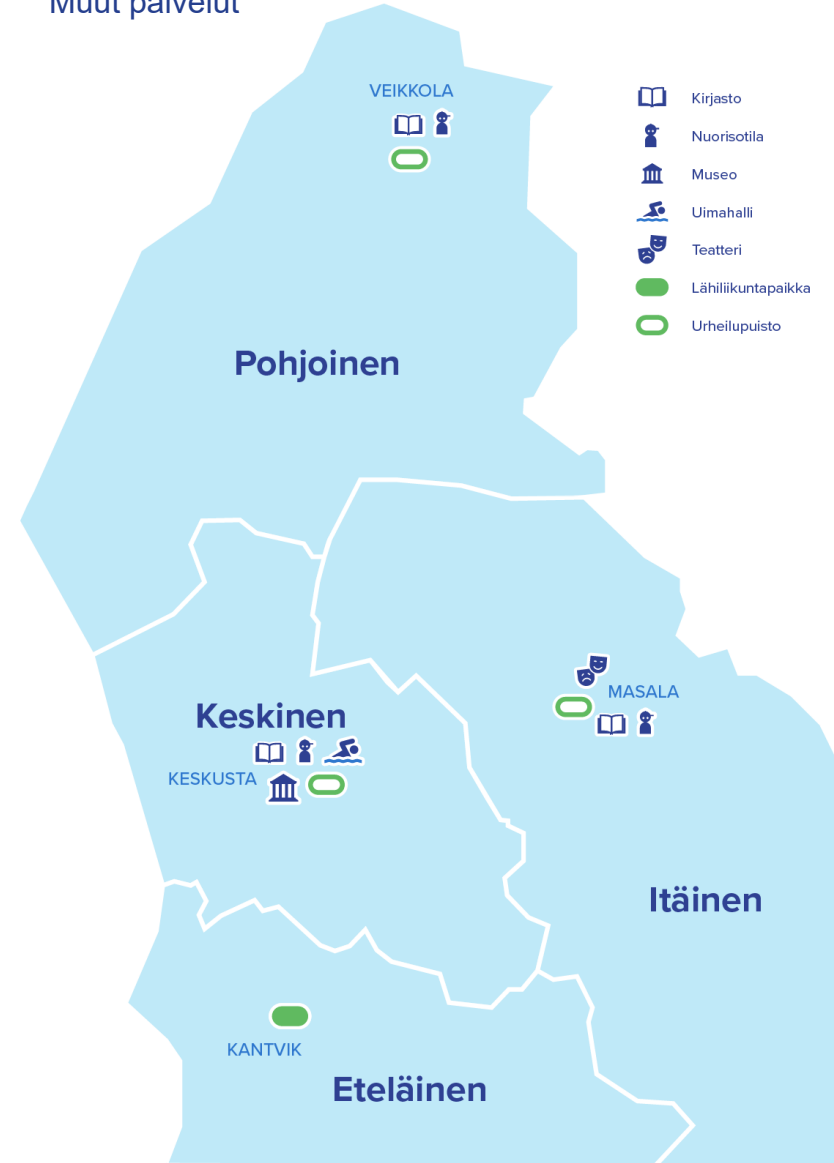 Muut palvelut
VEIKKOLA
Kirjasto
Nuorisotila
Museo
Uimahalli
Teatteri
Lähiliikuntapaikka
Urheilupuisto
Pohjoinen
MASALA
Keskinen
KESKUSTA
Itäinen
KANTVIK
Eteläinen